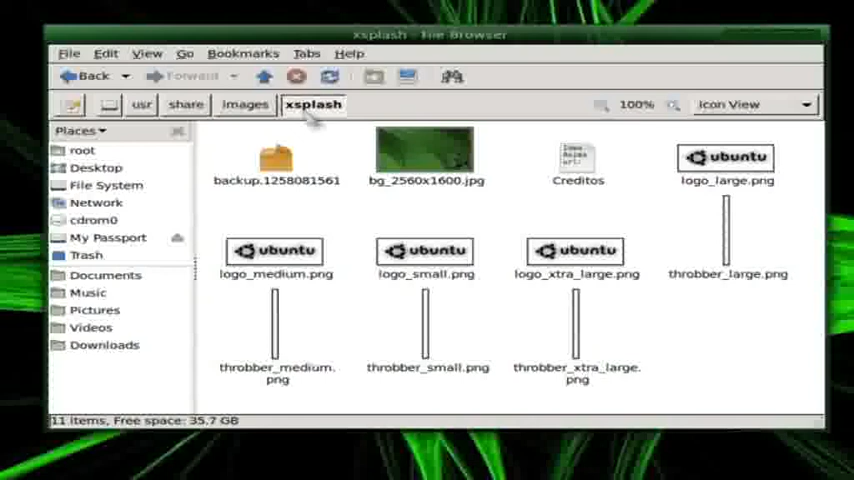 xsplash - File Browser
File Edit View Go Bookmarks Tabs Help
Back Forward
usr share images xsplash 100% Icon View
Places
root
Desktop
File System
Network
cdrom0
My Passport
Trash
Documents
Music
Pictures
Videos
Downloads
backup.1258081561
bg_2560x1600.jpg
Creditos
ubuntu
logo_large.png
ubuntu
logo_medium.png
ubuntu
logo_small.png
ubuntu
logo_xtra_large.png
throbber_large.png
throbber_medium.
png
throbber_small.png
throbber_xtra_large.
png
11 items, Free space: 35.7 GB